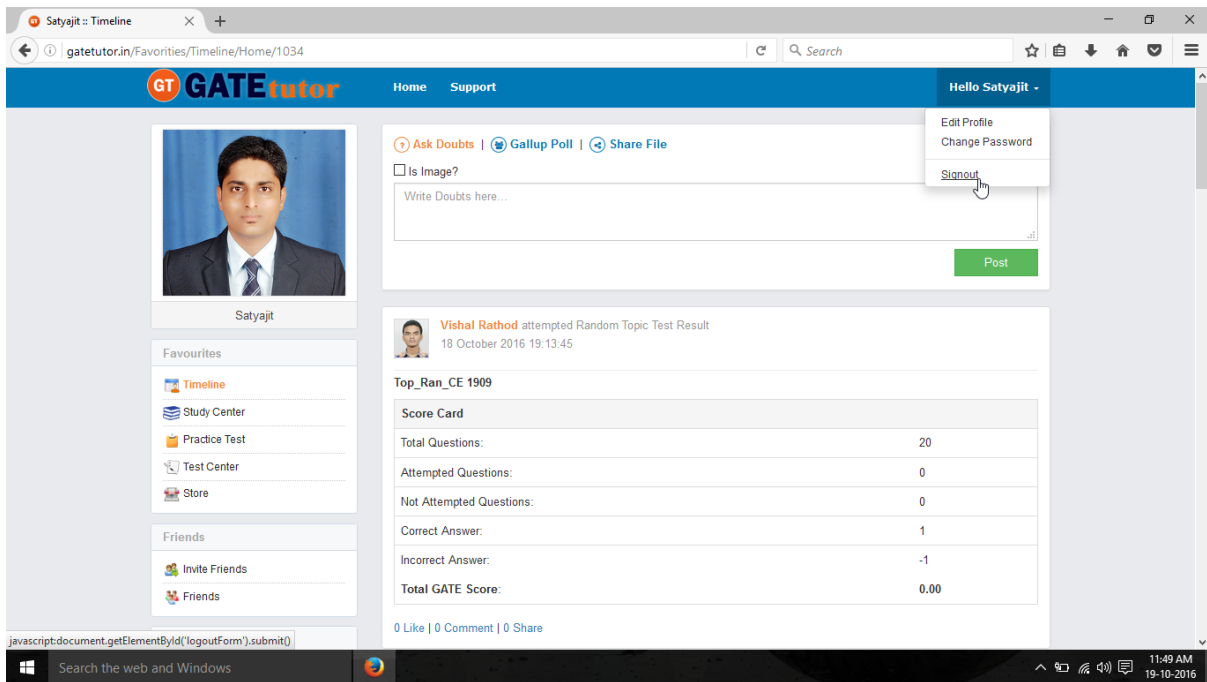 Satyajit :: Timeline
gatetutor.in/Favorities/Timeline/Home/1034
Search
GT GATEtutor
Home Support
Hello Satyajit
Edit Profile
Change Password
Signout
Ask Doubts | Gallup Poll | Share File
Is Image?
Write Doubts here...
Post
Satyajit
Favourites
Timeline
Study Center
Practice Test
Test Center
Store
Friends
Invite Friends
Friends
Vishal Rathod attempted Random Topic Test Result
18 October 2016 19:13:45
Top_Ran_CE 1909
Score Card
Total Questions: 20
Attempted Questions: 0
Not Attempted Questions: 0
Correct Answer: 1
Incorrect Answer: -1
Total GATE Score: 0.00
0 Like | 0 Comment | 0 Share
javascript:document.getElementById('logoutForm').submit()
Search the web and Windows
11:49 AM
19-10-2016